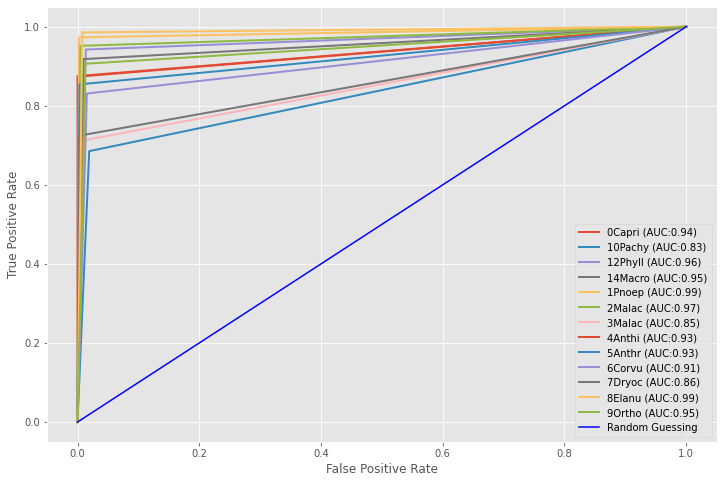 1.0
0.8
0.6
0.4
0.2
0.0
True Positive Rate
0Capri (AUC:0.94)
10Pachy (AUC:0.83)
12Phyll (AUC:0.96)
14Macro (AUC:0.95)
1Pnoep (AUC:0.99)
2Malac (AUC:0.97)
3Malac (AUC:0.85)
4Anthi (AUC:0.93)
5Anthr (AUC:0.93)
6Corvu (AUC:0.91)
7Dryoc (AUC:0.86)
8Elanu (AUC:0.99)
9Ortho (AUC:0.95)
Random Guessing
0.0 0.2 0.4 0.6 0.8 1.0
False Positive Rate